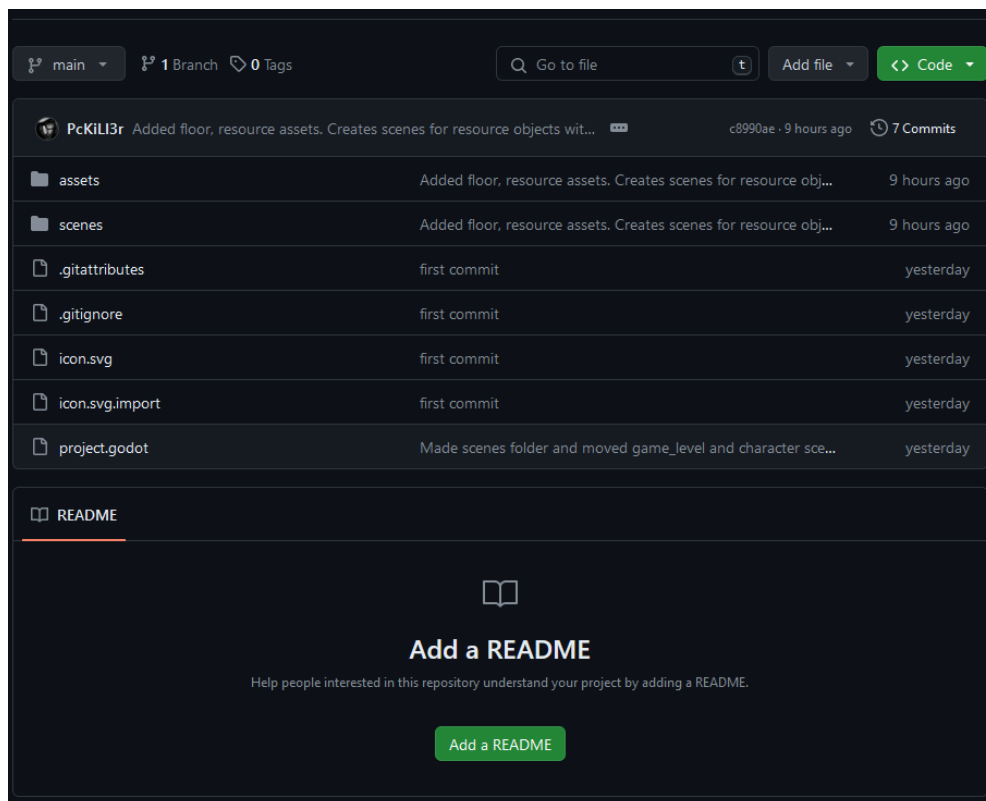 main 1 Branch 0 Tags Go to file t Add file <> Code
PcKiLl3r Added floor, resource assets. Creates scenes for resource objects wit... c8990ae · 9 hours ago 7 Commits
assets Added floor, resource assets. Creates scenes for resource obj... 9 hours ago
scenes Added floor, resource assets. Creates scenes for resource obj... 9 hours ago
.gitattributes first commit yesterday
.gitignore first commit yesterday
icon.svg first commit yesterday
icon.svg.import first commit yesterday
project.godot Made scenes folder and moved game_level and character sce... yesterday
README
Add a README
Help people interested in this repository understand your project by adding a README.
Add a README